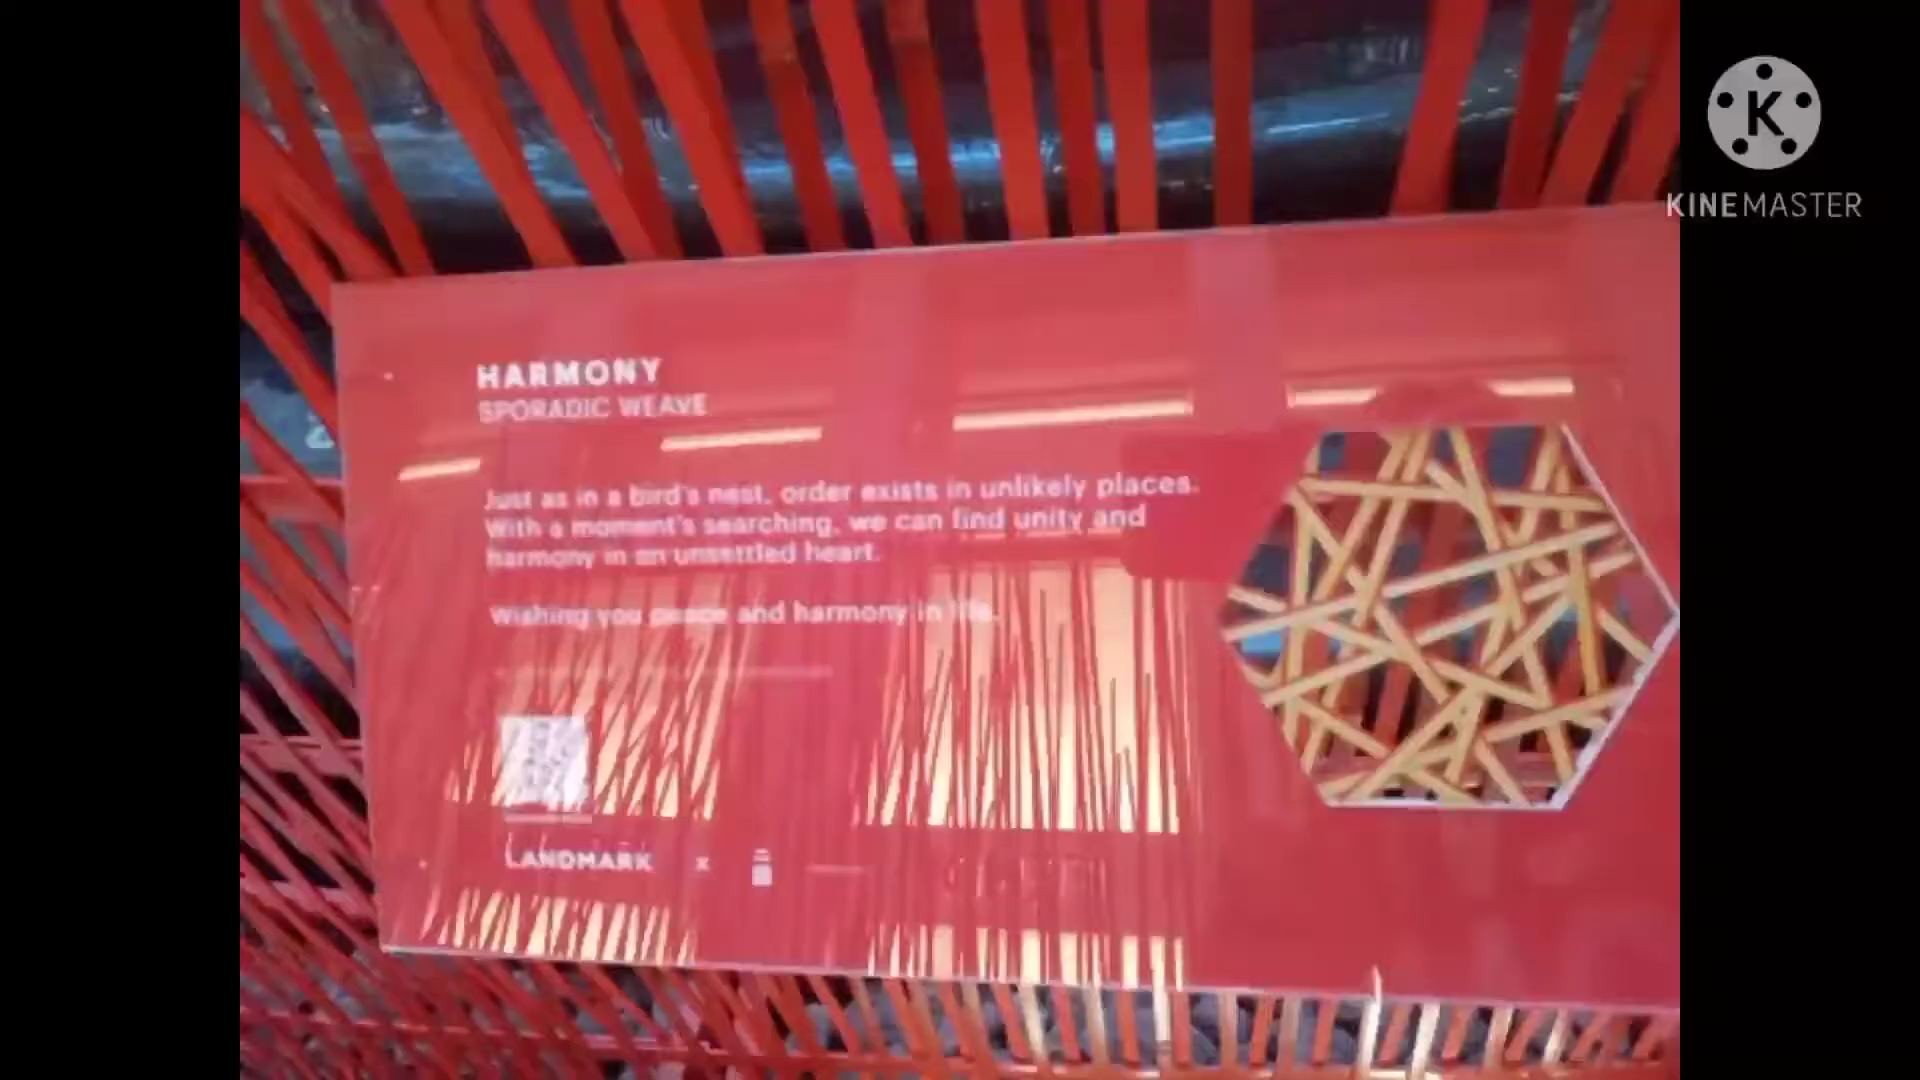 K
KINEMASTER
HARMONY
SPORADIC WEAVE
Just as in a bird's nest, order exists in unlikely places.
With a moment's searching, we can find unity and
harmony in an unsettled heart.
Wishing you peace and harmony in life.
LANDMARK x